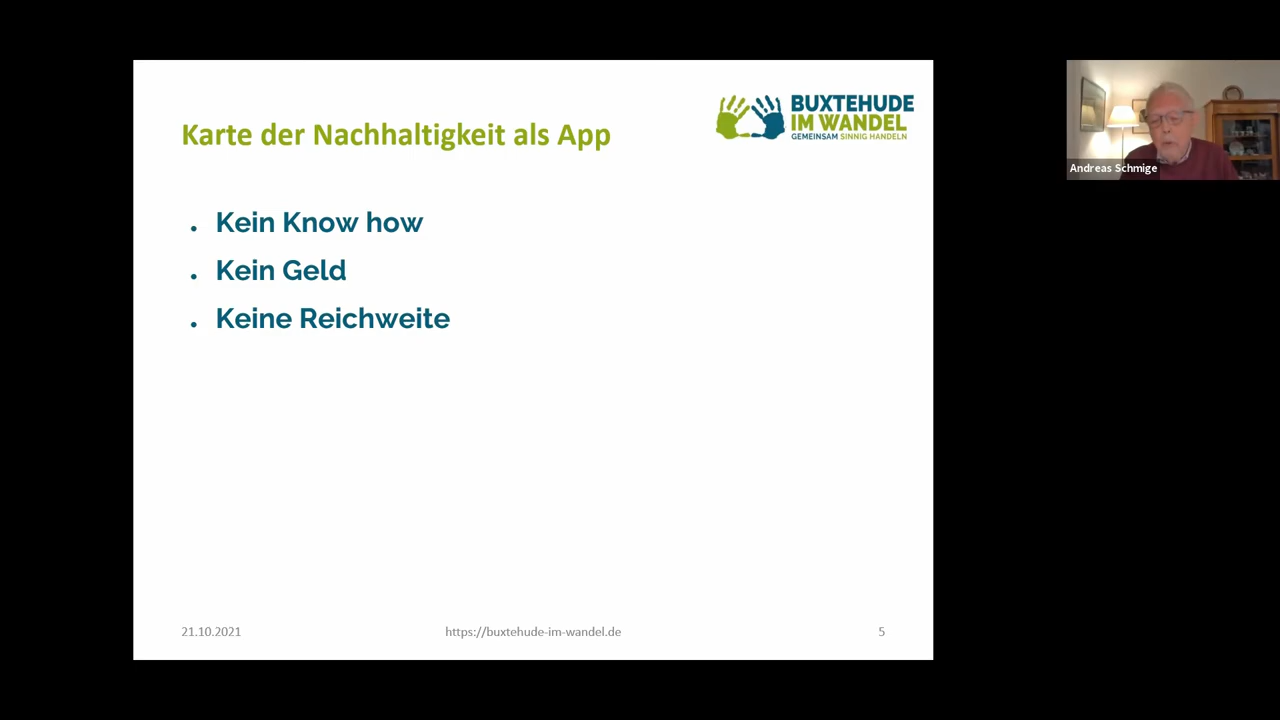 Karte der Nachhaltigkeit als App
BUXTEHUDE
IM WANDEL
GEMEINSAM SINNIG HANDELN
Andreas Schmige
. Kein Know how
. Kein Geld
. Keine Reichweite
21.10.2021 https://buxtehude-im-wandel.de 5